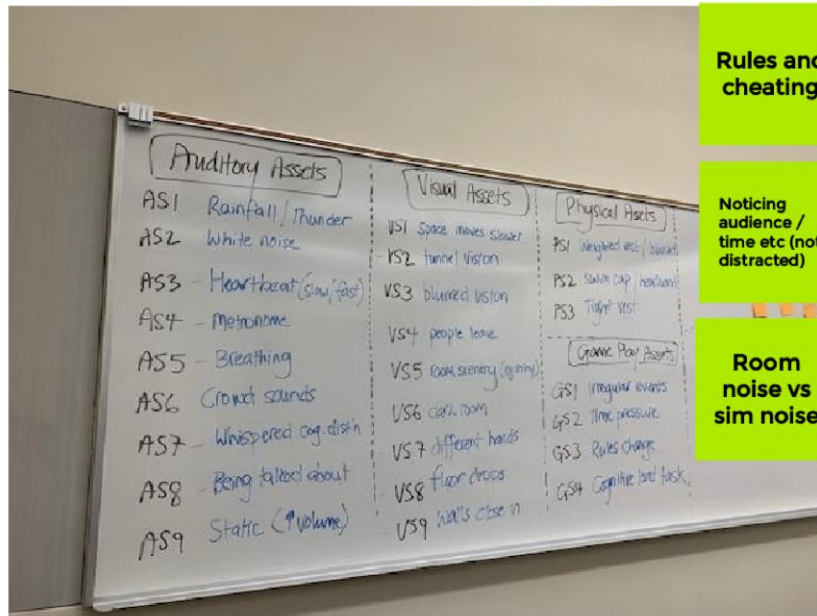 Auditory Assets
AS1 Rainfall / Thunder
AS2 White noise
AS3 - Heartbeat (slow/fast)
AS4 - Metronome
AS5 - Breathing
AS6 Crowd sounds
AS7 - Whispered cog. dist'n
AS8 - Being talked about
AS9 Static (↑volume)
Visual Assets
VS1 space moves slower
VS2 tunnel vision
VS3 blurred vision
VS4 people leave
VS5 room scenery
VS6 dark room
VS7 different hands
VS8 floor drops
VS9 walls close in
Physical Assets
PS1 Weighted vest /
PS2 swim cap / headband
PS3 Tight vest
Game Play Assets
GS1 Irregular events
GS2 Time pressure
GS3 Rules change
GS4 Cognitive load task
Rules and
cheating
Noticing
audience /
time etc (not
distracted)
Room
noise vs
sim noise